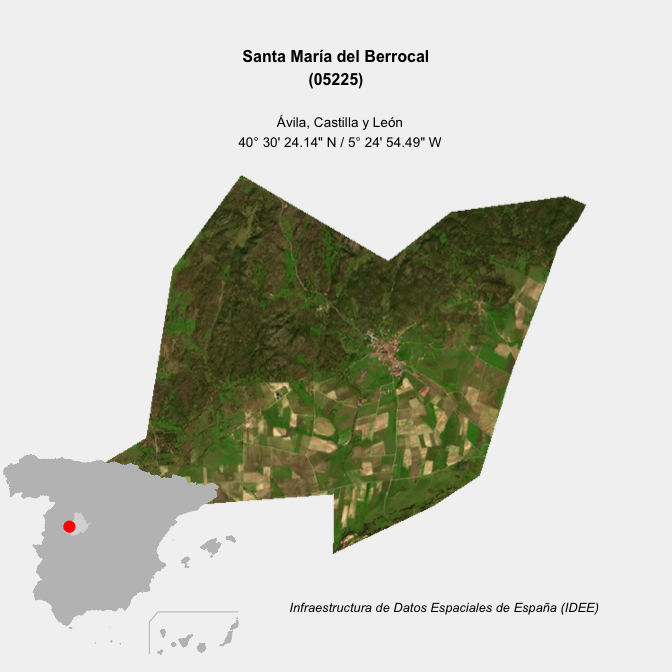 Santa María del Berrocal
(05225)
Ávila, Castilla y León
40° 30' 24.14" N / 5° 24' 54.49" W
Infraestructura de Datos Espaciales de España (IDEE)